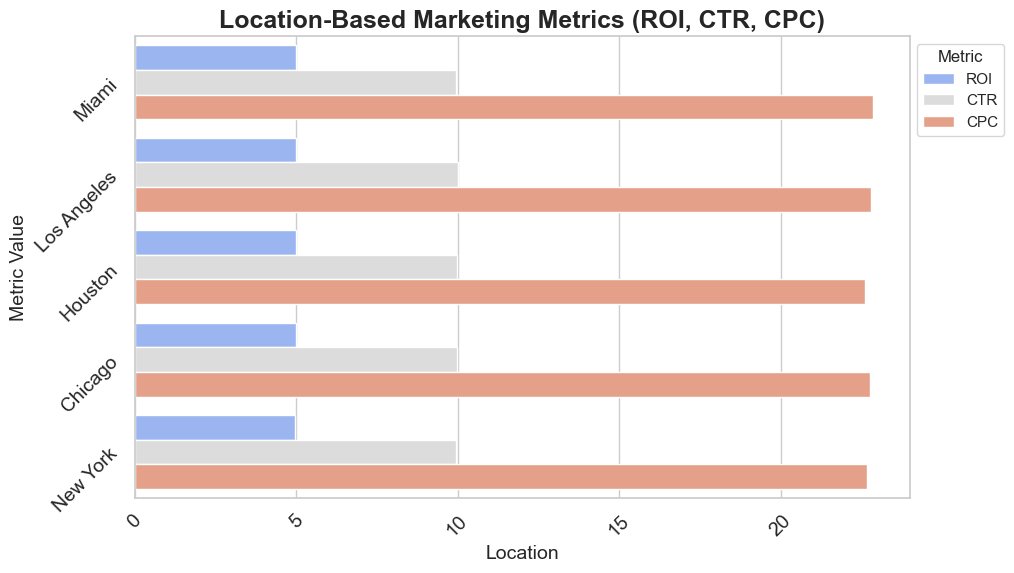 Location-Based Marketing Metrics (ROI, CTR, CPC)
Metric
ROI
CTR
CPC
Metric Value
Miami
Los Angeles
Houston
Chicago
New York
0
5
10
15
20
Location